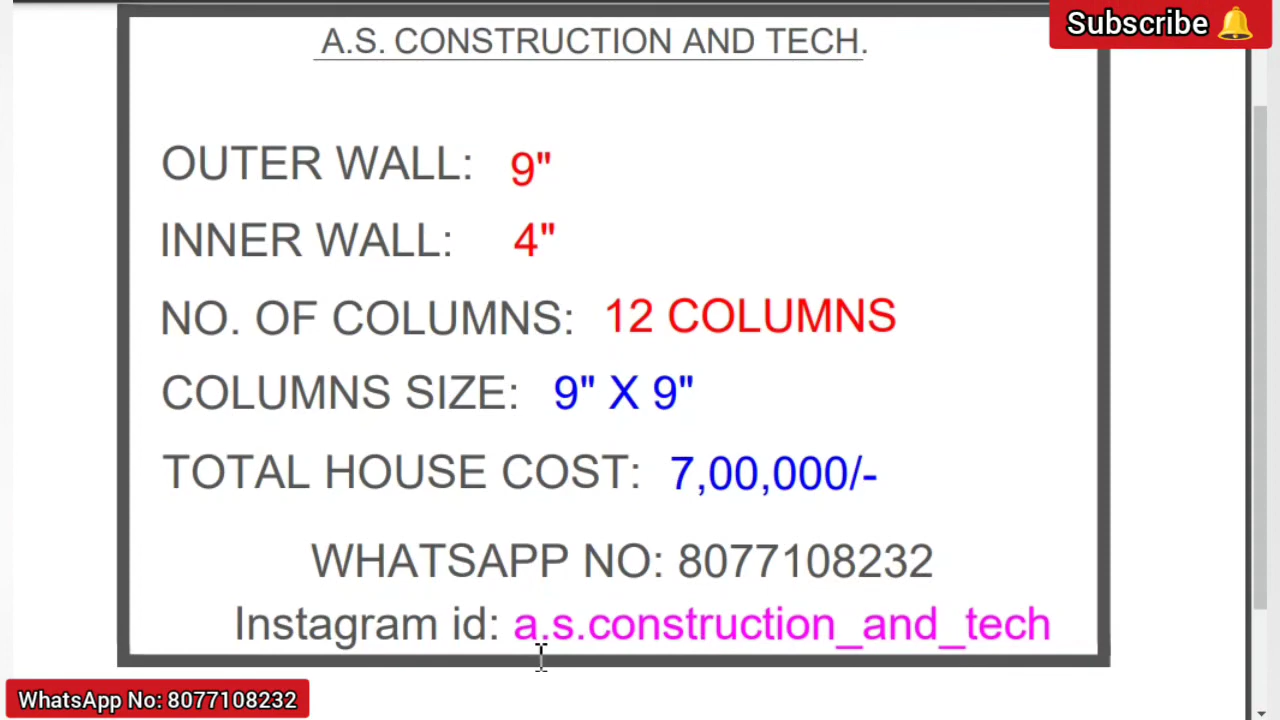 Subscribe
A.S. CONSTRUCTION AND TECH.
OUTER WALL: 9"
INNER WALL: 4"
NO. OF COLUMNS: 12 COLUMNS
COLUMNS SIZE: 9" X 9"
TOTAL HOUSE COST: 7,00,000/-
WHATSAPP NO: 8077108232
Instagram id: a.s.construction_and_tech
WhatsApp No: 8077108232